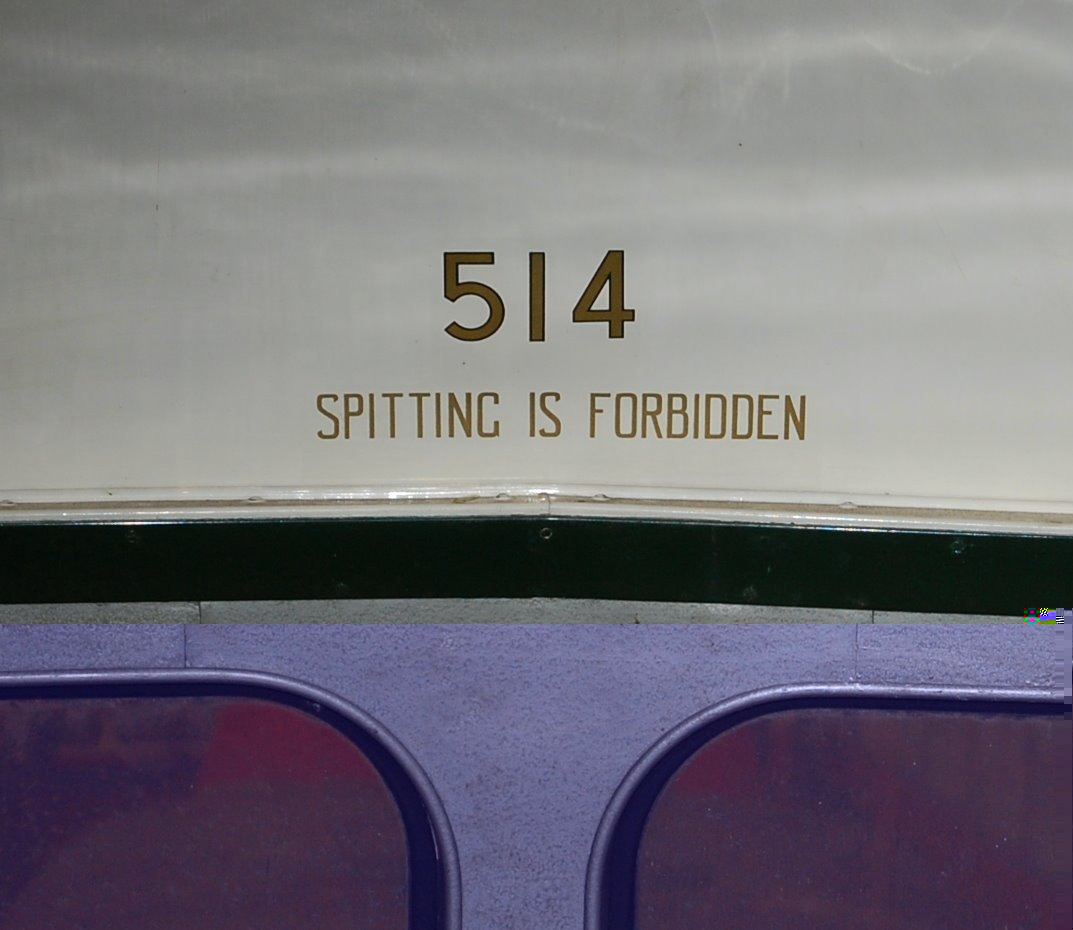 514
SPITTING IS FORBIDDEN